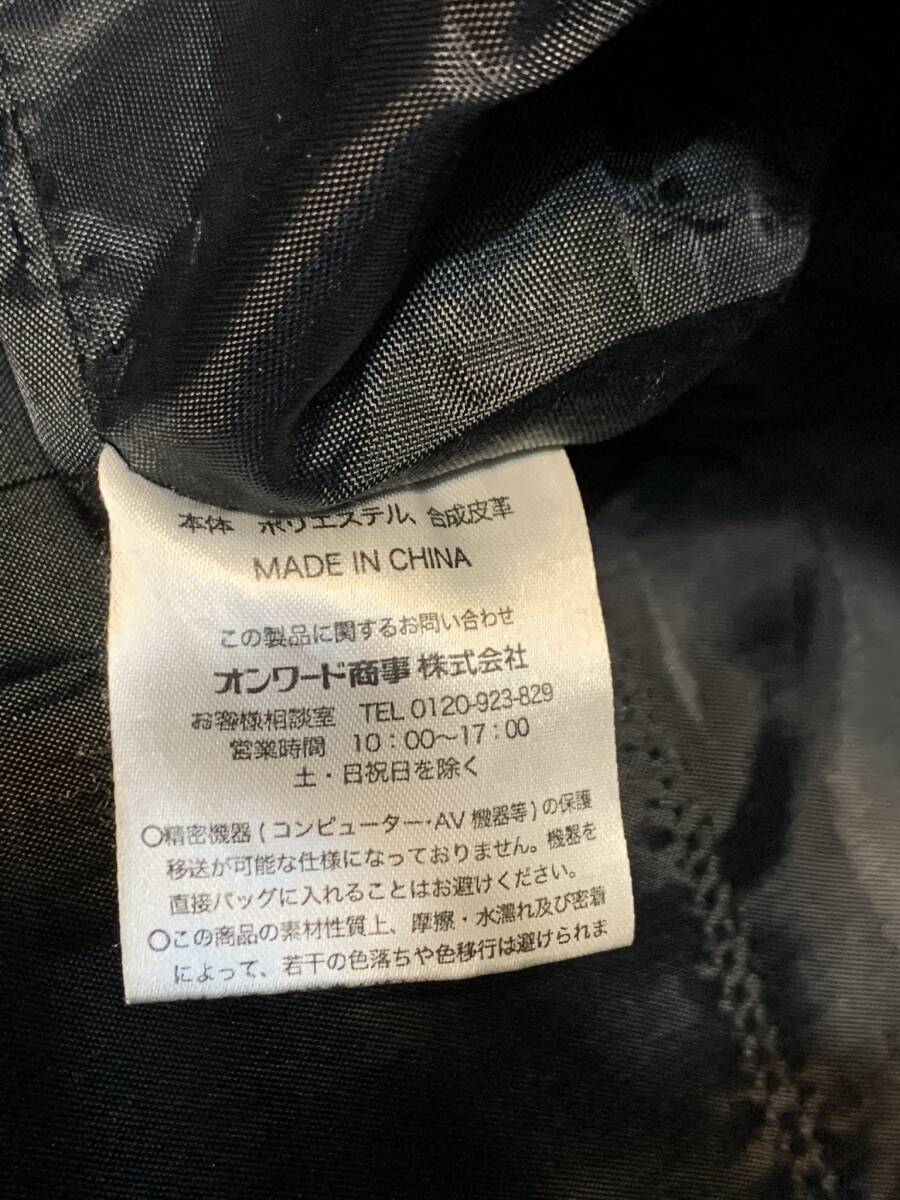 本体　ポリエステル、合成皮革
MADE IN CHINA
この製品に関するお問い合わせ
オンワード商事 株式会社
お客様相談室　TEL 0120-923-829
営業時間　10：00～17：00
土・日祝日を除く
○精密機器(コンピューター・AV機器等)の保護
移送が可能な仕様になっておりません。機器を
直接バッグに入れることはお避けください。
○この商品の素材性質上、摩擦・水濡れ及び密着
によって、若干の色落ちや色移行は避けられま